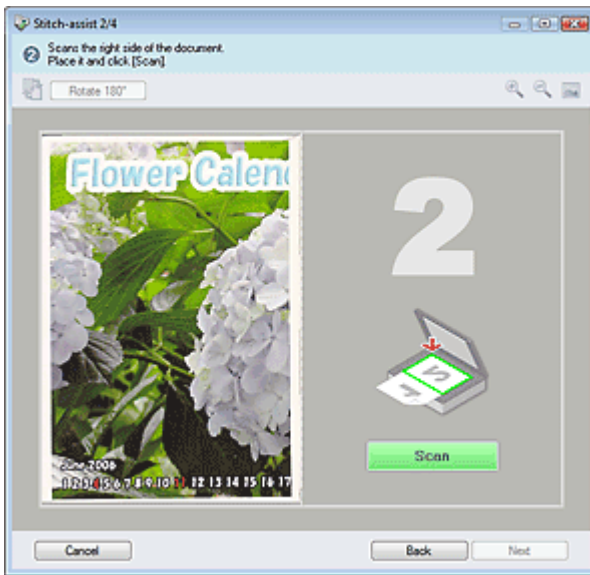 Stitch-assist 2/4
2 Scans the right side of the document.
Place it and click [Scan].
Rotate 180°
Flower Calen
2
Scan
June 2006
1 2 3 4 5 6 7 8 9 10 11 12 13 14 15 16 17
Cancel
Back
Next